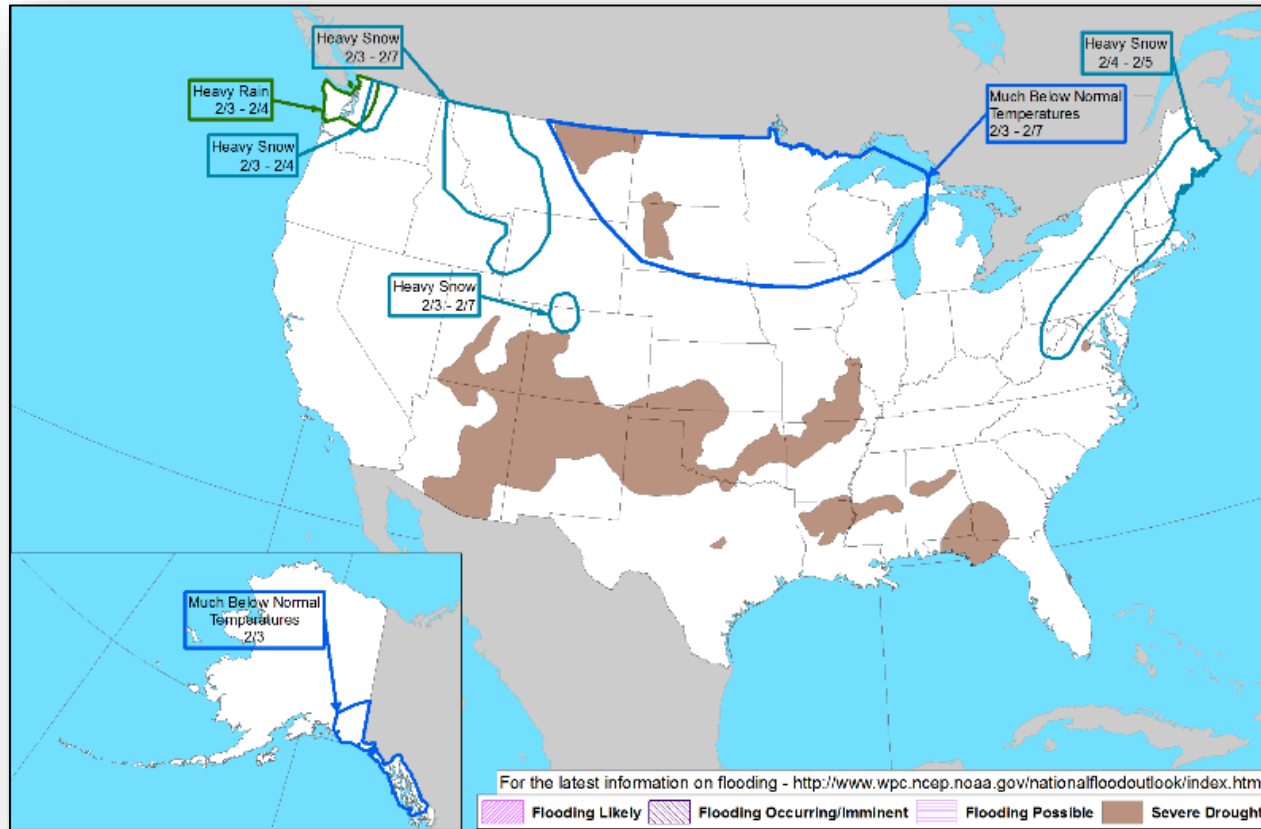 Heavy Snow
2/3 - 2/7
Heavy Rain
2/3 - 2/4
Heavy Snow
2/3 - 2/4
Heavy Snow
2/4 - 2/5
Much Below Normal
Temperatures
2/3 - 2/7
Heavy Snow
2/3 - 2/7
Much Below Normal
Temperatures
2/3
For the latest information on flooding - http://www.wpc.ncep.noaa.gov/nationalfloodoutlook/index.htm
Flooding Likely
Flooding Occurring/Imminent
Flooding Possible
Severe Drought